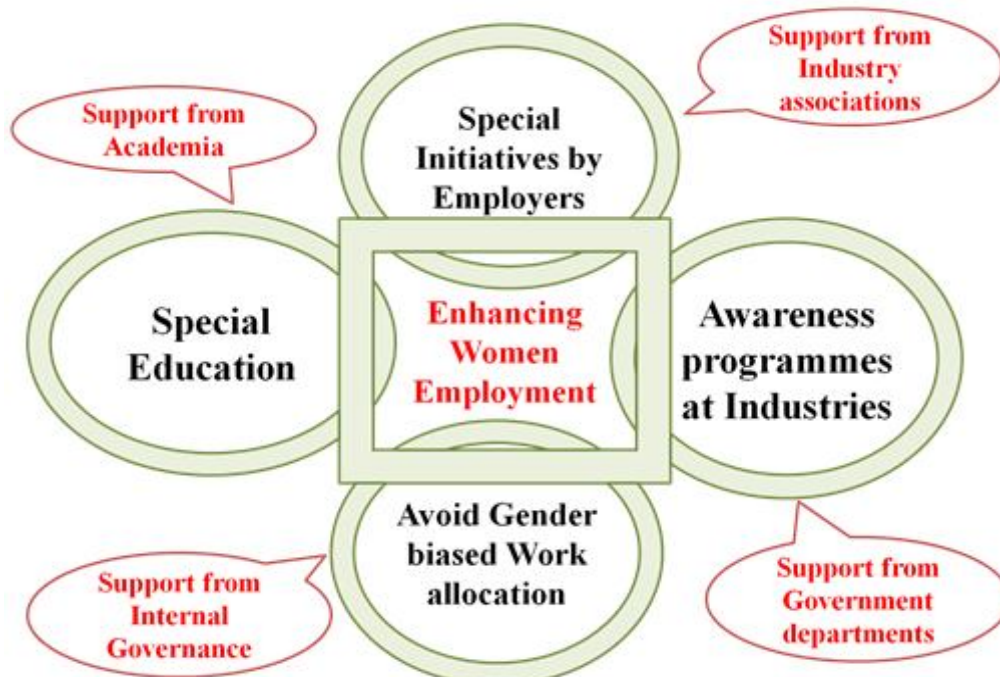 Support from
Industry
associations
Support from
Academia
Special
Initiatives by
Employers
Special
Education
Enhancing
Women
Employment
Awareness
programmes
at Industries
Avoid Gender
biased Work
allocation
Support from
Internal
Governance
Support from
Government
departments